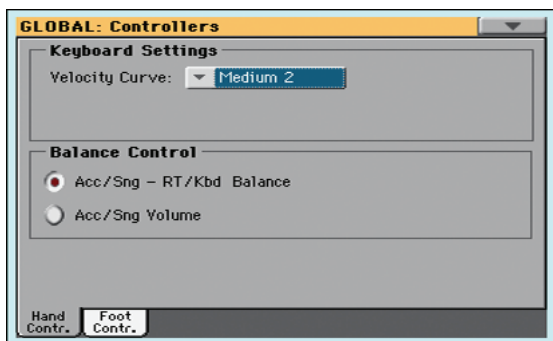 GLOBAL: Controllers
Keyboard Settings
Velocity Curve: Medium 2
Balance Control
Acc/Sng - RT/Kbd Balance
Acc/Sng Volume
Hand Contr.
Foot Contr.